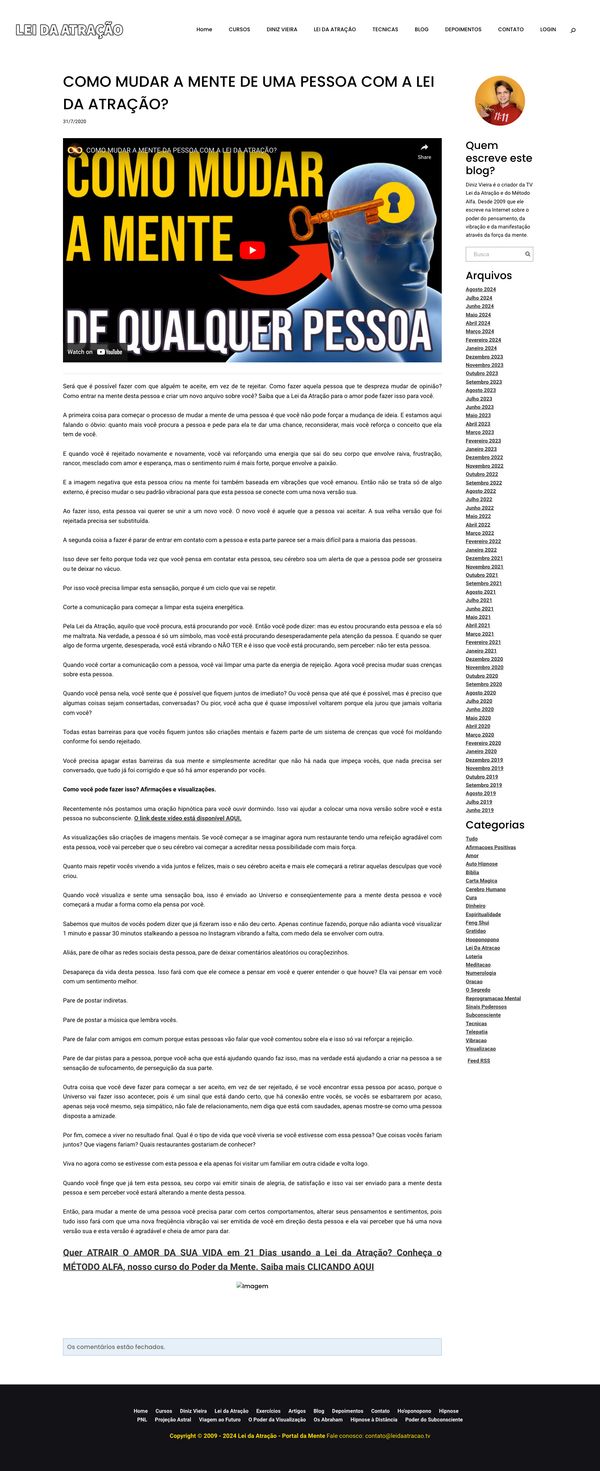 LEI DA ATRAÇÃO
Home CURSOS DINIZ VIEIRA LEI DA ATRAÇÃO TECNICAS BLOG DEPOIMENTOS CONTATO LOGIN
COMO MUDAR A MENTE DE UMA PESSOA COM A LEI
DA ATRAÇÃO?
31/7/2020
COMO MUDAR A MENTE DA PESSOA COM A LEI DA ATRAÇÃO?
Share
COMO MUDAR
A MENTE
DE QUALQUER PESSOA
Watch on YouTube
Será que é possível fazer com que alguém te aceite, em vez de te rejeitar. Como fazer aquela pessoa que te despreza mudar de opinião?
Como entrar na mente desta pessoa e criar um novo arquivo sobre você? Saiba que a Lei da Atração para o amor pode fazer isso para você.
A primeira coisa para começar o processo de mudar a mente de uma pessoa é que você não pode forçar a mudança de ideia. E estamos aqui
falando o óbvio: quanto mais você procura a pessoa e pede para ela te dar uma chance, reconsiderar, mais você reforça o conceito que ela
tem de você.
E quando você é rejeitado novamente e novamente, você vai reforçando uma energia que sai do seu corpo que envolve raiva, frustração,
rancor, mesclado com amor e esperança, mas o sentimento ruim é mais forte, porque envolve a paixão.
E a imagem negativa que esta pessoa criou na mente foi também baseada em vibrações que você emanou. Então não se trata só de algo
externo, é preciso mudar o seu padrão vibracional para que esta pessoa se conecte com uma nova versão sua.
Ao fazer isso, esta pessoa vai querer se unir a um novo você. O novo você é aquele que a pessoa vai aceitar. A sua velha versão que foi
rejeitada precisa ser substituída.
A segunda coisa a fazer é parar de entrar em contato com a pessoa e esta parte parece ser a mais difícil para a maioria das pessoas.
Isso deve ser feito porque toda vez que você pensa em contatar esta pessoa, seu cérebro soa um alerta de que a pessoa pode ser grosseira
ou te deixar no vácuo.
Por isso você precisa limpar esta sensação, porque é um ciclo que vai se repetir.
Corte a comunicação para começar a limpar esta sujeira energética.
Pela Lei da Atração, aquilo que você procura, está procurando por você. Então você pode dizer: mas eu estou procurando esta pessoa e ela só
me maltrata. Na verdade, a pessoa é só um símbolo, mas você está procurando desesperadamente pela atenção da pessoa. E quando se quer
algo de forma urgente, desesperada, você está vibrando o NÃO TER e é isso que você está procurando, sem perceber: não ter esta pessoa.
Quando você cortar a comunicação com a pessoa, você vai limpar uma parte da energia de rejeição. Agora você precisa mudar suas crenças
sobre esta pessoa.
Quando você pensa nela, você sente que é possível que fiquem juntos de imediato? Ou você pensa que até que é possível, mas é preciso que
algumas coisas sejam consertadas, conversadas? Ou pior, você acha que é quase impossível voltarem porque ela jurou que jamais voltaria
com você?
Todas estas barreiras para que vocês fiquem juntos são criações mentais e fazem parte de um sistema de crenças que você foi moldando
conforme foi sendo rejeitado.
Você precisa apagar estas barreiras da sua mente e simplesmente acreditar que não há nada que impeça vocês, que nada precisa ser
conversado, que tudo já foi corrigido e que só há amor esperando por vocês.
Como você pode fazer isso? Afirmações e visualizações.
Recentemente nós postamos uma oração hipnótica para você ouvir dormindo. Isso vai ajudar a colocar uma nova versão sobre você e esta
pessoa no subconsciente. O link deste vídeo está disponível AQUI.
As visualizações são criações de imagens mentais. Se você começar a se imaginar agora num restaurante tendo uma refeição agradável com
esta pessoa, você vai perceber que o seu cérebro vai começar a acreditar nessa possibilidade com mais força.
Quanto mais repetir vocês vivendo a vida juntos e felizes, mais o seu cérebro aceita e mais ele começará a retirar aquelas desculpas que você
criou.
Quando você visualiza e sente uma sensação boa, isso é enviado ao Universo e conseqüentemente para a mente desta pessoa e você
começará a mudar a forma como ela pensa por você.
Sabemos que muitos de vocês podem dizer que já fizeram isso e não deu certo. Apenas continue fazendo, porque não adianta você visualizar
1 minuto e passar 30 minutos stalkeando a pessoa no Instagram vibrando a falta, com medo dela se envolver com outra.
Aliás, pare de olhar as redes sociais desta pessoa, pare de deixar comentários aleatórios ou coraçõezinhos.
Desapareça da vida desta pessoa. Isso fará com que ele comece a pensar em você e querer entender o que houve? Ela vai pensar em você
com um sentimento melhor.
Pare de postar indiretas.
Pare de postar a música que lembra vocês.
Pare de falar com amigos em comum porque estas pessoas vão falar que você comentou sobre ela e isso só vai reforçar a rejeição.
Pare de dar pistas para a pessoa, porque você acha que está ajudando quando faz isso, mas na verdade está ajudando a criar na pessoa a se
sensação de sufocamento, de perseguição da sua parte.
Outra coisa que você deve fazer para começar a ser aceito, em vez de ser rejeitado, é se você encontrar essa pessoa por acaso, porque o
Universo vai fazer isso acontecer, pois é um sinal que está dando certo, que há conexão entre vocês, se vocês se esbarrarem por acaso,
apenas seja você mesmo, seja simpático, não fale de relacionamento, nem diga que está com saudades, apenas mostre-se como uma pessoa
disposta a amizade.
Por fim, comece a viver no resultado final. Qual é o tipo de vida que você viveria se você estivesse com essa pessoa? Que coisas vocês fariam
juntos? Que viagens fariam? Quais restaurantes gostariam de conhecer?
Viva no agora como se estivesse com esta pessoa e ela apenas foi visitar um familiar em outra cidade e volta logo.
Quando você finge que já tem esta pessoa, seu corpo vai emitir sinais de alegria, de satisfação e isso vai ser enviado para a mente desta
pessoa e sem perceber você estará alterando a mente desta pessoa.
Então, para mudar a mente de uma pessoa você precisa parar com certos comportamentos, alterar seus pensamentos e sentimentos, pois
tudo isso fará com que uma nova freqüência vibração vai ser emitida de você em direção desta pessoa e ela vai perceber que há uma nova
versão sua e esta versão é agradável e cheia de amor para dar.
Quer ATRAIR O AMOR DA SUA VIDA em 21 Dias usando a Lei da Atração? Conheça o
MÉTODO ALFA, nosso curso do Poder da Mente. Saiba mais CLICANDO AQUI
Imagem
Os comentários estão fechados.
11:11
Quem
escreve este
blog?
Diniz Vieira é o criador da TV
Lei da Atração e do Método
Alfa. Desde 2009 que ele
escreve na Internet sobre o
poder do pensamento, da
vibração e da manifestação
através da força da mente.
Busca
Arquivos
Agosto 2024
Julho 2024
Junho 2024
Maio 2024
Abril 2024
Março 2024
Fevereiro 2024
Janeiro 2024
Dezembro 2023
Novembro 2023
Outubro 2023
Setembro 2023
Agosto 2023
Julho 2023
Junho 2023
Maio 2023
Abril 2023
Março 2023
Fevereiro 2023
Janeiro 2023
Dezembro 2022
Novembro 2022
Outubro 2022
Setembro 2022
Agosto 2022
Julho 2022
Junho 2022
Maio 2022
Abril 2022
Março 2022
Fevereiro 2022
Janeiro 2022
Dezembro 2021
Novembro 2021
Outubro 2021
Setembro 2021
Agosto 2021
Julho 2021
Junho 2021
Maio 2021
Abril 2021
Março 2021
Fevereiro 2021
Janeiro 2021
Dezembro 2020
Novembro 2020
Outubro 2020
Setembro 2020
Agosto 2020
Julho 2020
Junho 2020
Maio 2020
Abril 2020
Março 2020
Fevereiro 2020
Janeiro 2020
Dezembro 2019
Novembro 2019
Outubro 2019
Setembro 2019
Agosto 2019
Julho 2019
Junho 2019
Categorias
Tudo
Afirmacoes Positivas
Amor
Auto Hipnose
Bíblia
Carta Magica
Cerebro Humano
Cura
Dinheiro
Espiritualidade
Feng Shui
Gratidao
Hooponopono
Lei Da Atracao
Loteria
Meditacao
Numerologia
Oracao
O Segredo
Reprogramacao Mental
Sinais Poderosos
Subconsciente
Tecnicas
Telepatia
Vibracao
Visualizacao
Feed RSS
Home Cursos Diniz Vieira Lei da Atração Exercícios Artigos Blog Depoimentos Contato Ho'oponopono Hipnose
PNL Projeção Astral Viagem ao Futuro O Poder da Visualização Os Abraham Hipnose à Distância Poder do Subconsciente
Copyright © 2009 - 2024 Lei da Atração - Portal da Mente Fale conosco: contato@leidaatracao.tv